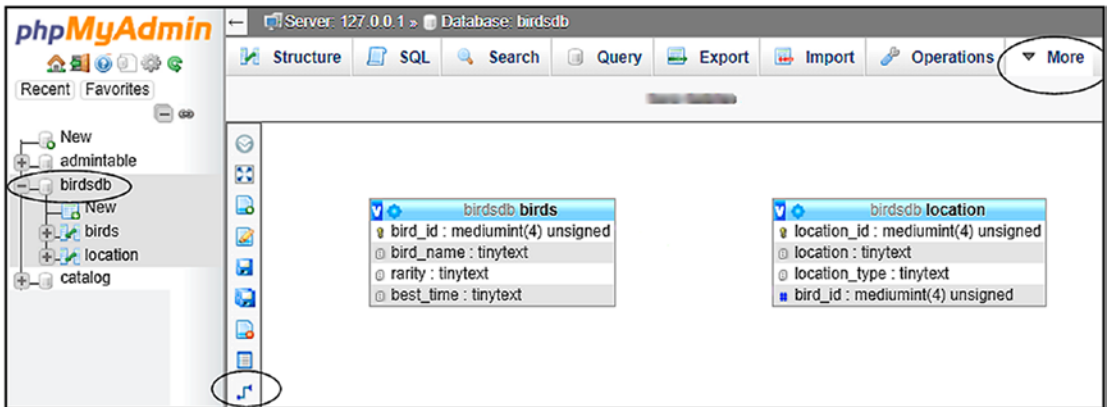 phpMyAdmin
Recent Favorites
New
admintable
birdsdb
New
birds
location
catalog
← Server: 127.0.0.1 » Database: birdsdb
Structure SQL Search Query Export Import Operations More
birdsdb birds
bird_id : mediumint(4) unsigned
bird_name : tinytext
rarity : tinytext
best_time : tinytext
birdsdb location
location_id : mediumint(4) unsigned
location : tinytext
location_type : tinytext
bird_id : mediumint(4) unsigned